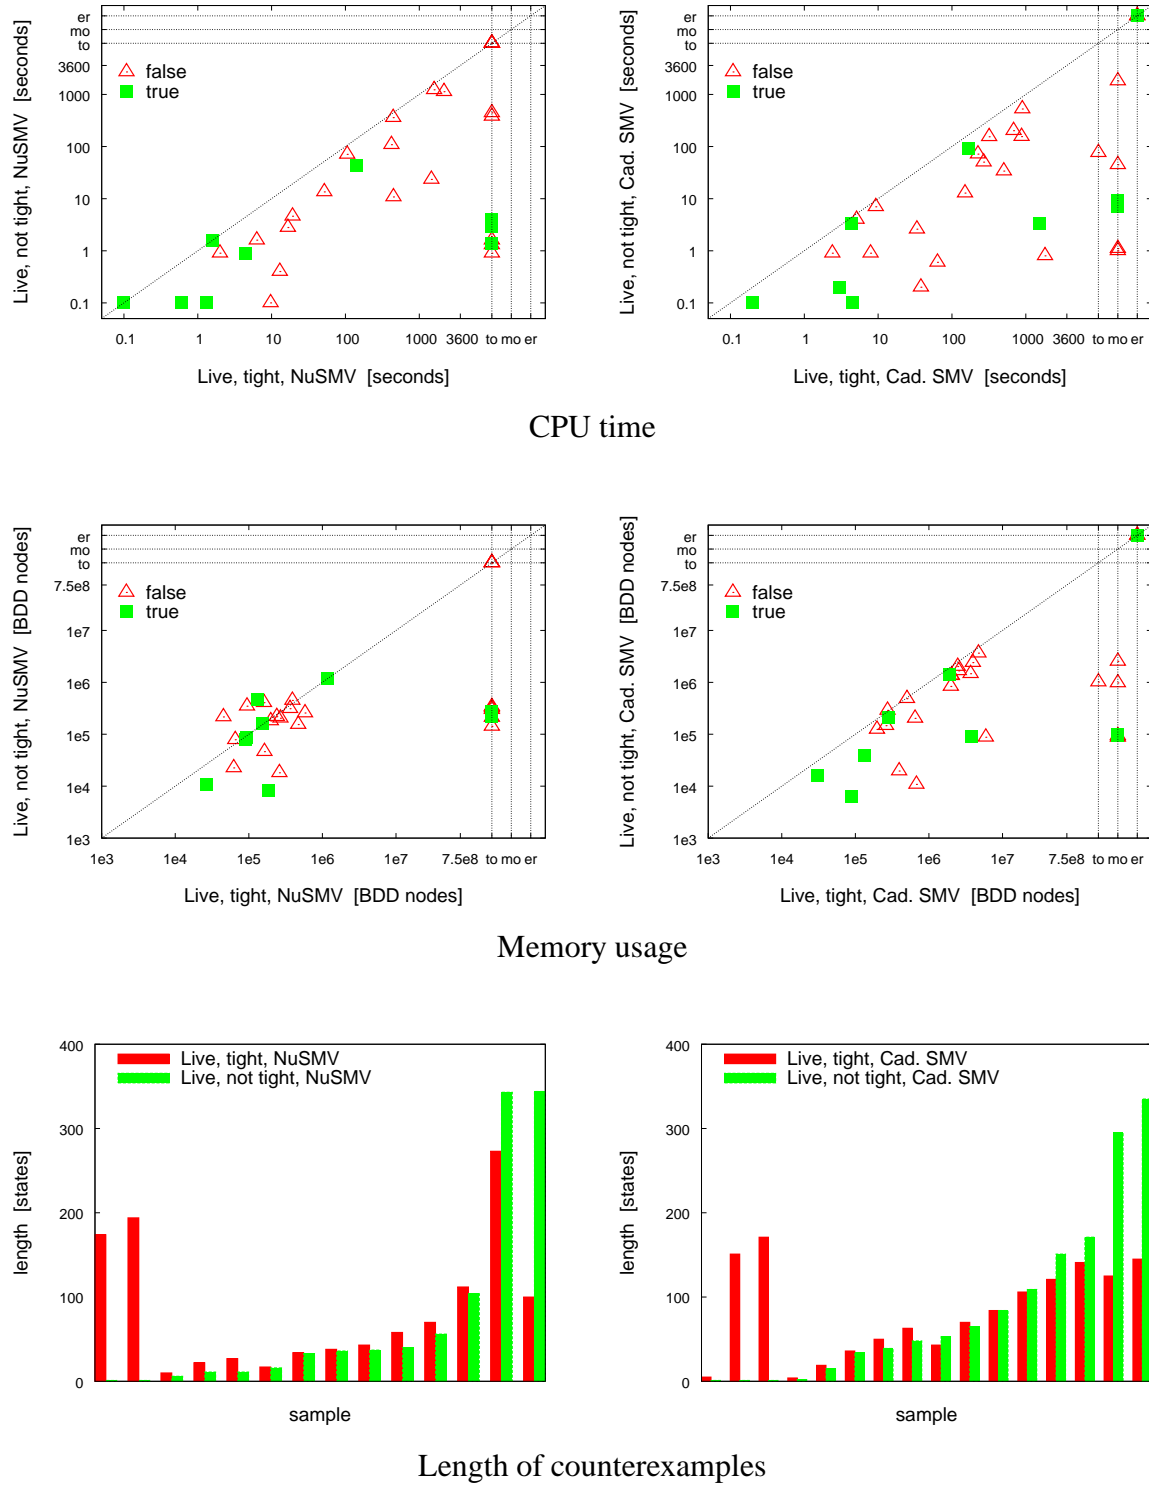 er
mo
to
3600
1000
100
10
1
0.1
Live, not tight, NuSMV [seconds]
false
true
0.1 1 10 100 1000 3600 to mo er
Live, tight, NuSMV [seconds]
er
mo
to
3600
1000
100
10
1
0.1
Live, not tight, Cad. SMV [seconds]
false
true
0.1 1 10 100 1000 3600 to mo er
Live, tight, Cad. SMV [seconds]
CPU time
er
mo
to
7.5e8
1e7
1e6
1e5
1e4
1e3
Live, not tight, NuSMV [BDD nodes]
false
true
1e3 1e4 1e5 1e6 1e7 7.5e8 to mo er
Live, tight, NuSMV [BDD nodes]
er
mo
to
7.5e8
1e7
1e6
1e5
1e4
1e3
Live, not tight, Cad. SMV [BDD nodes]
false
true
1e3 1e4 1e5 1e6 1e7 7.5e8 to mo er
Live, tight, Cad. SMV [BDD nodes]
Memory usage
400
300
200
100
0
length [states]
Live, tight, NuSMV
Live, not tight, NuSMV
sample
400
300
200
100
0
length [states]
Live, tight, Cad. SMV
Live, not tight, Cad. SMV
sample
Length of counterexamples